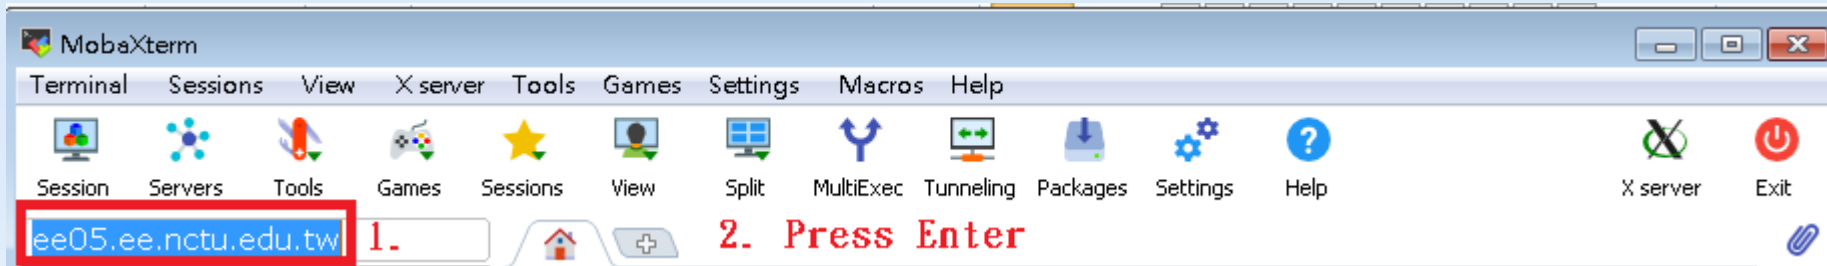 MobaXterm
Terminal Sessions View X server Tools Games Settings Macros Help
Session Servers Tools Games Sessions View Split MultiExec Tunneling Packages Settings Help X server Exit
ee05.ee.nctu.edu.tw 1. 2. Press Enter